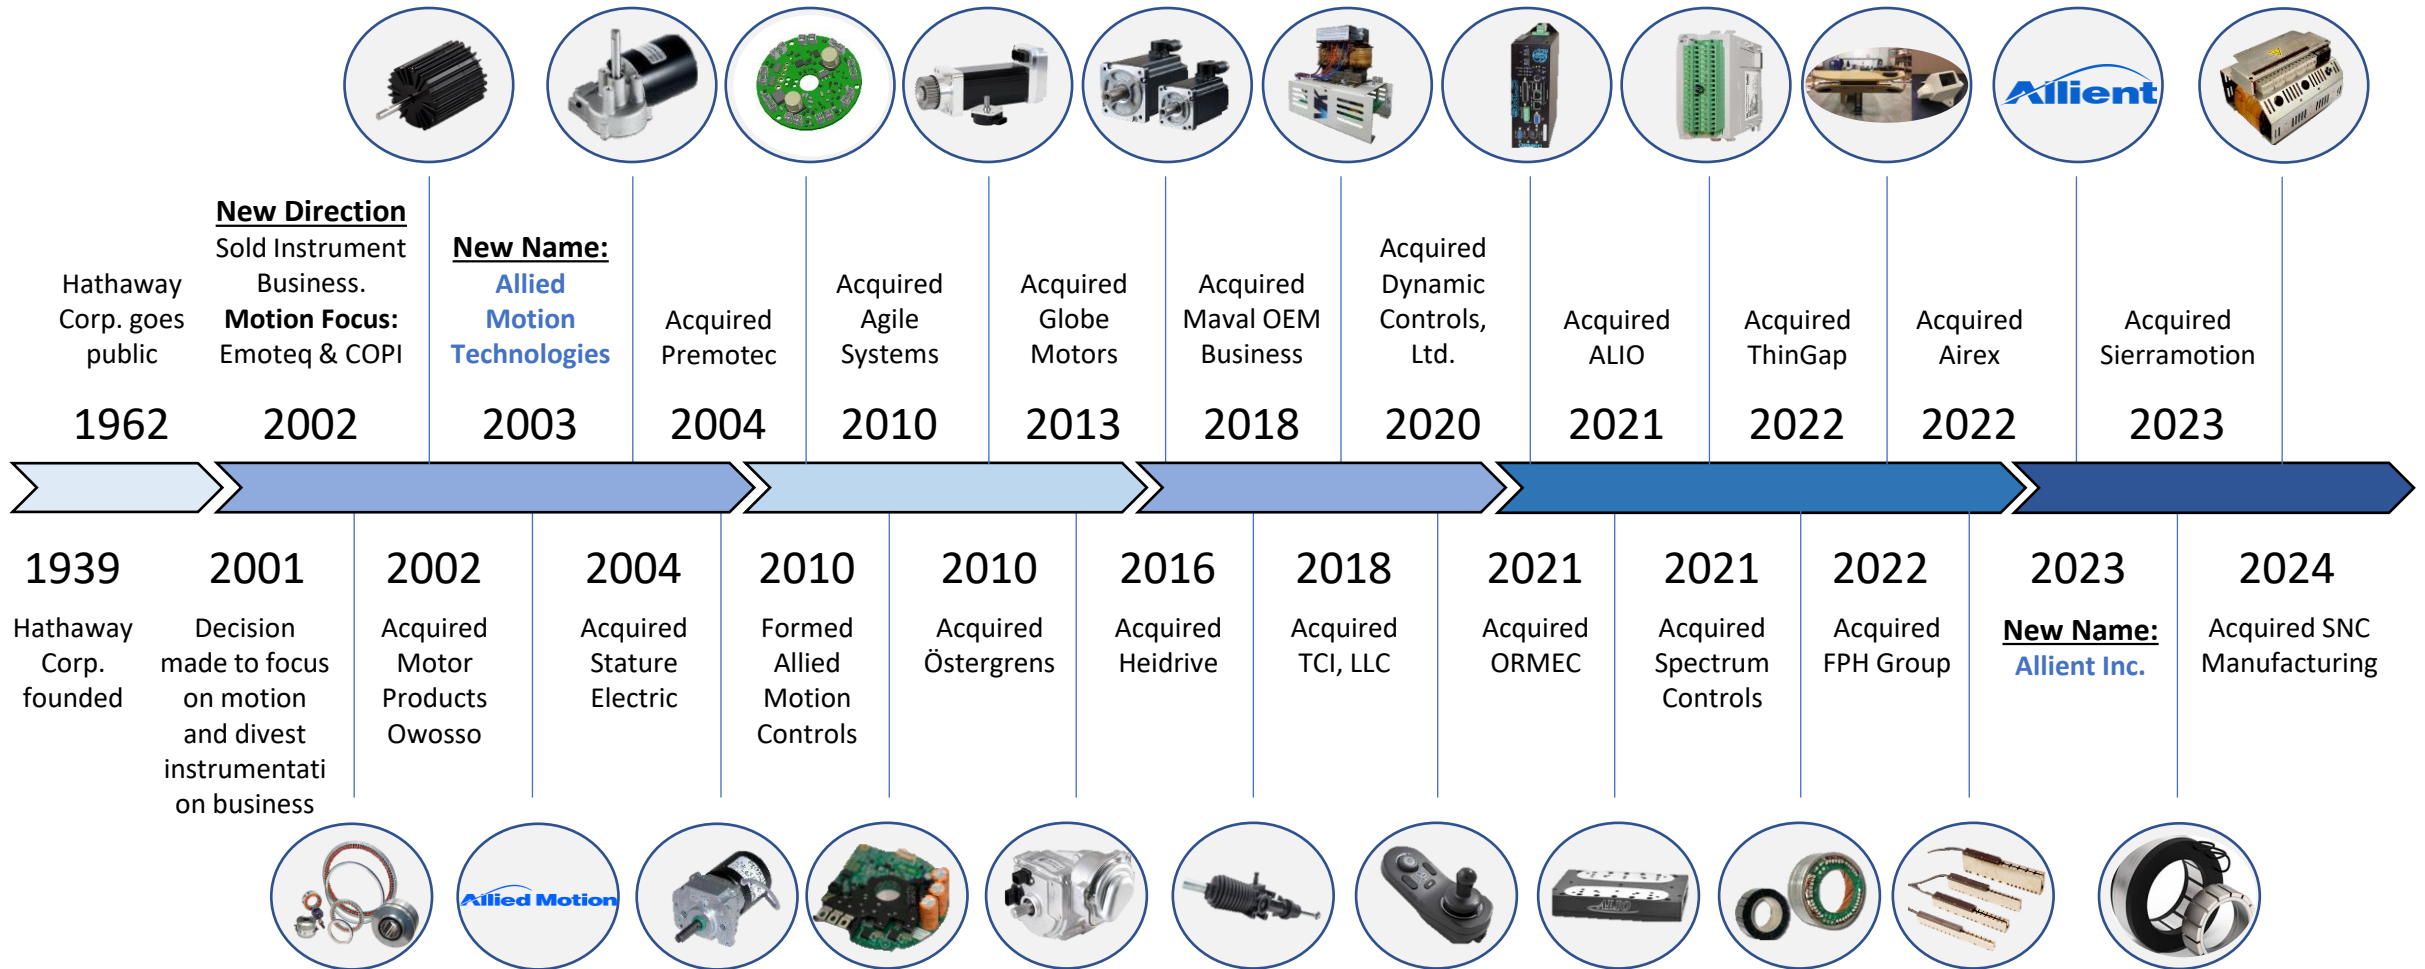 Allient
New Direction
Sold Instrument
Business.
Motion Focus:
Emoteq & COPI
New Name:
Allied
Motion
Technologies
Hathaway
Corp. goes
public
Acquired
Premotec
Acquired
Agile
Systems
Acquired
Globe
Motors
Acquired
Maval OEM
Business
Acquired
Dynamic
Controls,
Ltd.
Acquired
ALIO
Acquired
ThinGap
Acquired
Airex
Acquired
Sierramotion
1962
2002
2003
2004
2010
2013
2018
2020
2021
2022
2022
2023
1939
2001
2002
2004
2010
2010
2016
2018
2021
2021
2022
2023
2024
Hathaway
Corp.
founded
Decision
made to focus
on motion
and divest
instrumentati
on business
Acquired
Motor
Products
Owosso
Acquired
Stature
Electric
Formed
Allied
Motion
Controls
Acquired
Östergrens
Acquired
Heidrive
Acquired
TCI, LLC
Acquired
ORMEC
Acquired
Spectrum
Controls
Acquired
FPH Group
New Name:
Allient Inc.
Acquired SNC
Manufacturing
Allied Motion
ALIO